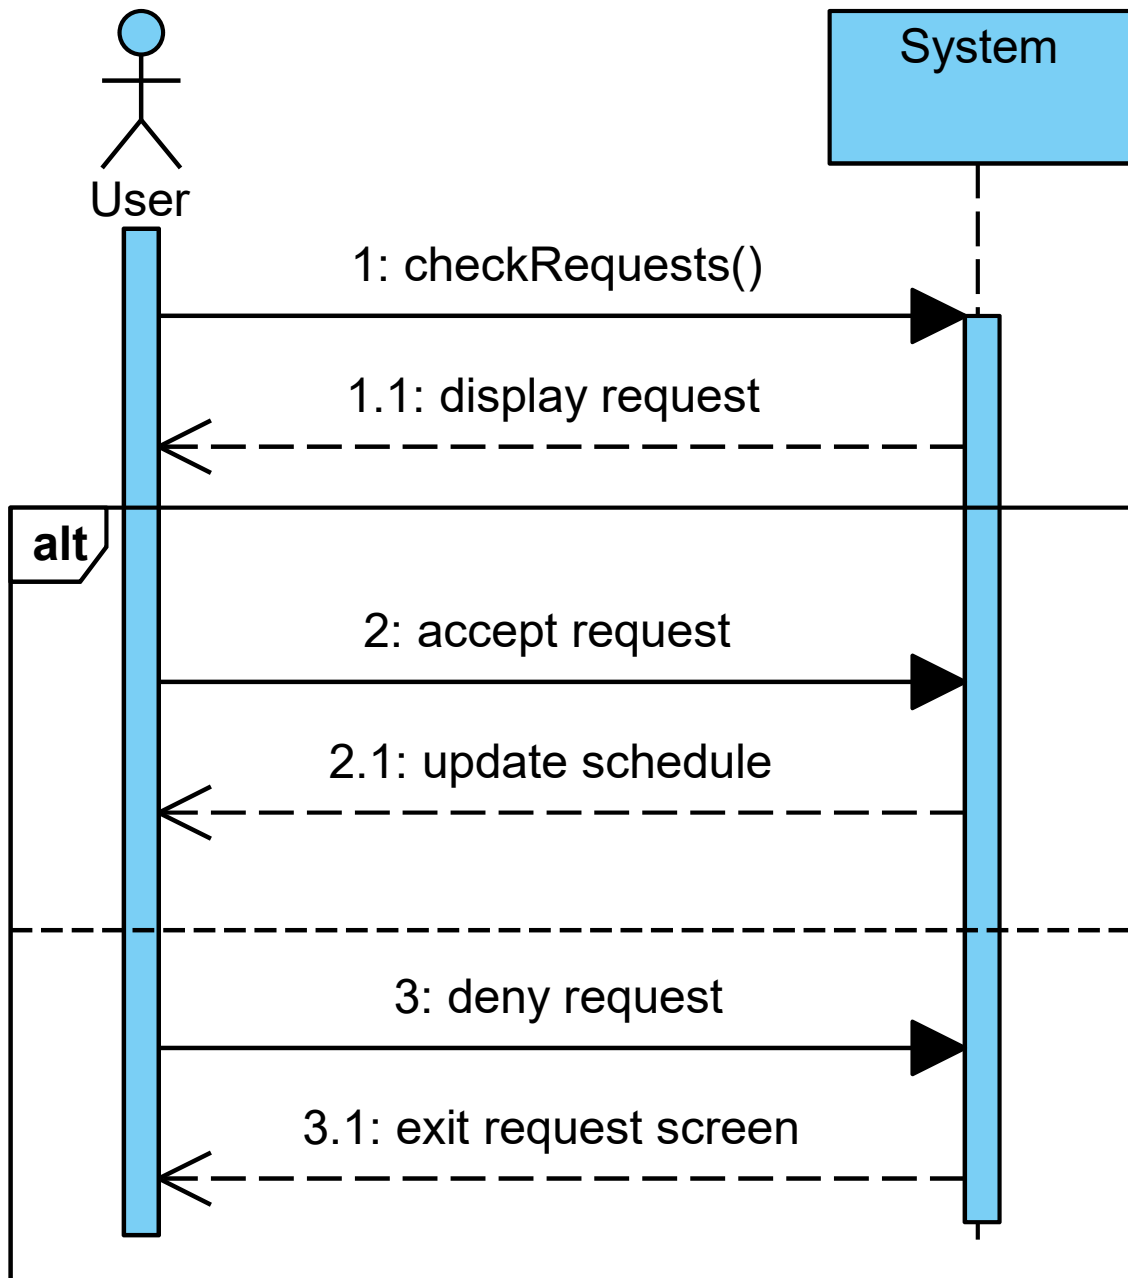 System
User
1: checkRequests()
1.1: display request
alt
2: accept request
2.1: update schedule
3: deny request
3.1: exit request screen